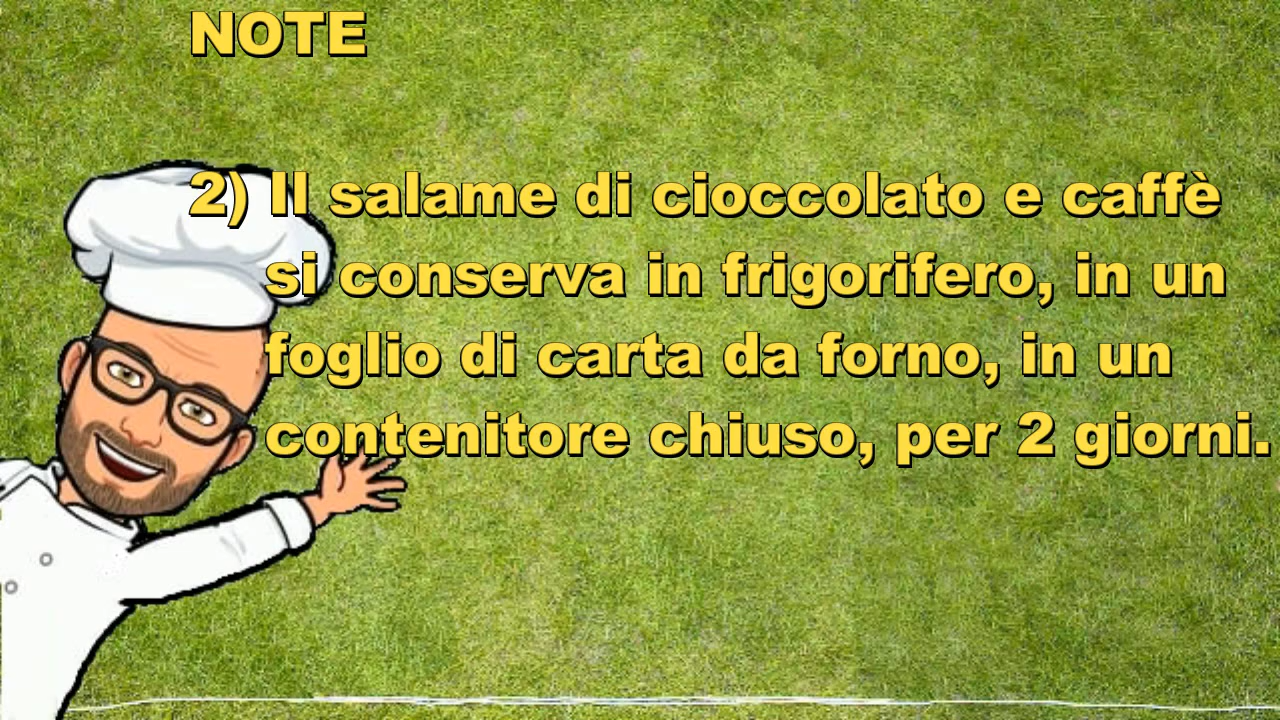 NOTE
2) Il salame di cioccolato e caffè
si conserva in frigorifero, in un
foglio di carta da forno, in un
contenitore chiuso, per 2 giorni.